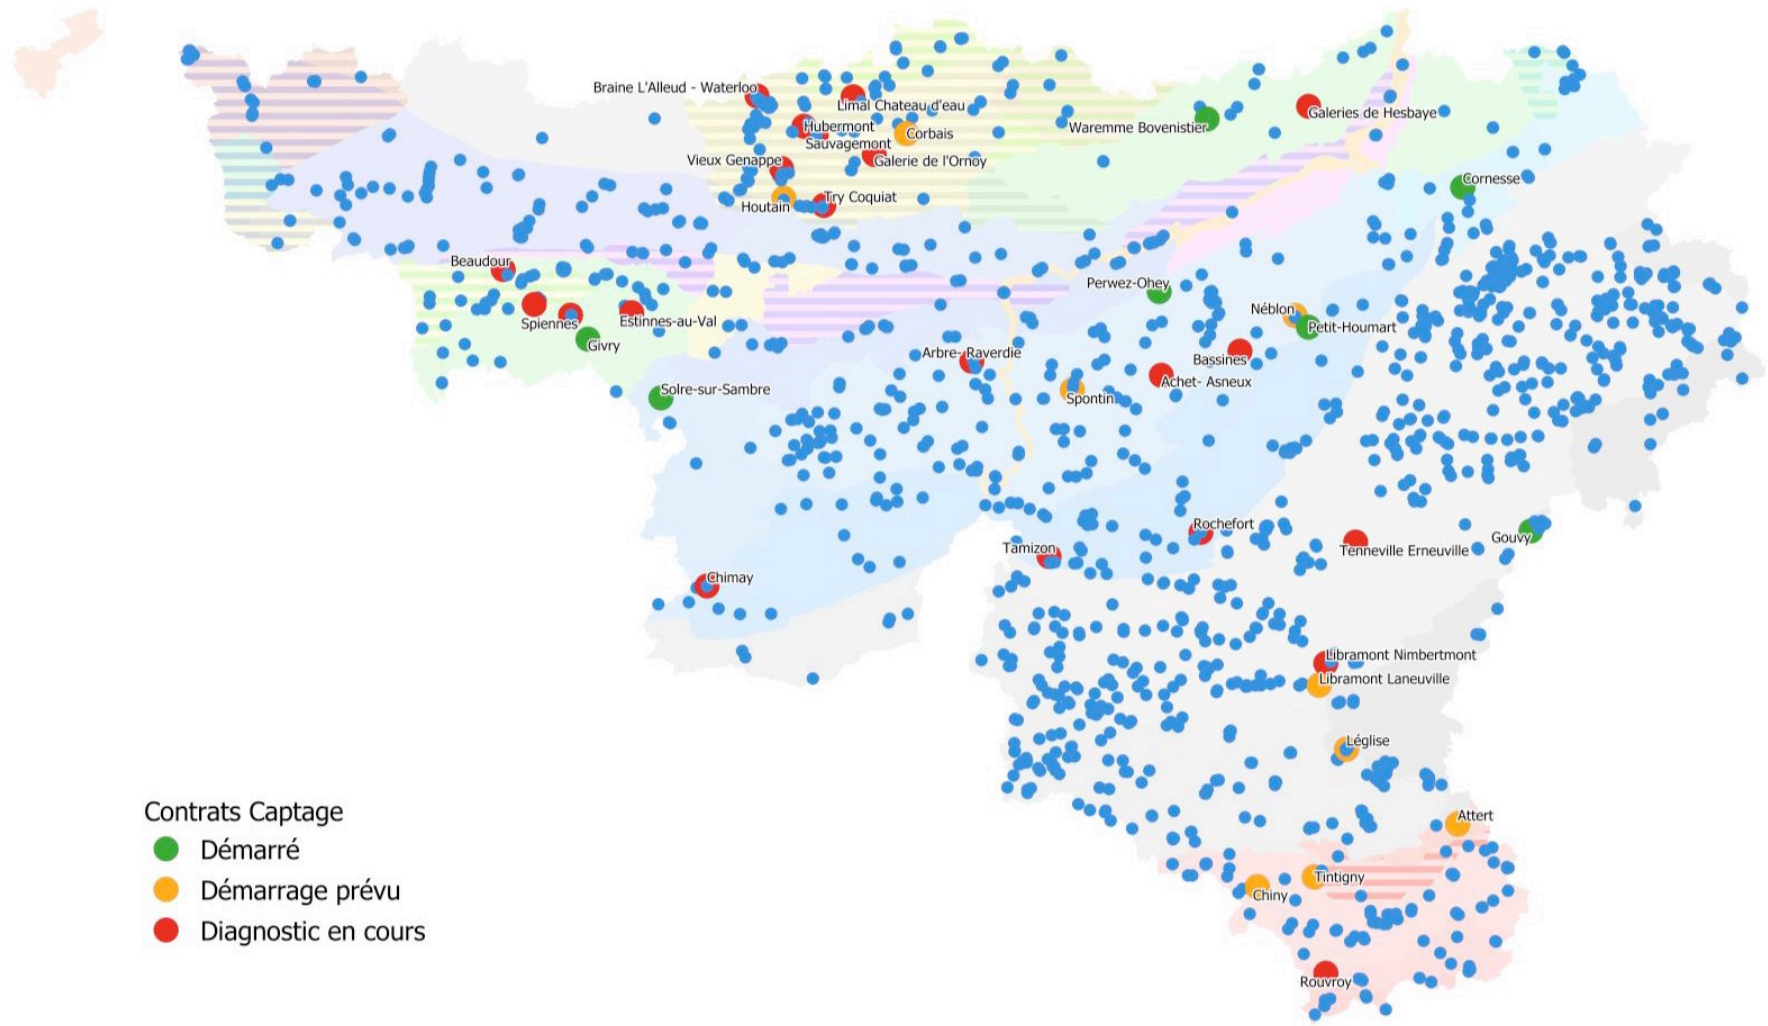 Braine L'Alleud - Waterloo
Limal Chateau d'eau
Galeries de Hesbaye
Hubermont
Waremme Bovenistier
Corbais
Sauvagemont
Vieux Genappe
Galerie de l'Ornoy
Cornesse
Try Coquiat
Houtain
Beaudour
Perwez-Ohey
Néblon
Spiennes
Estinnes-au-Val
Petit-Houmart
Givry
Arbre- Raverdie
Bassines
Achet- Asneux
Solre-sur-Sambre
Spontin
Rochefort
Gouvy
Tamizon
Tenneville Erneuville
Chimay
Libramont Nimbertmont
Libramont Laneuville
Léglise
Contrats Captage
Attert
Démarré
Tintigny
Démarrage prévu
Chiny
Diagnostic en cours
Rouvroy